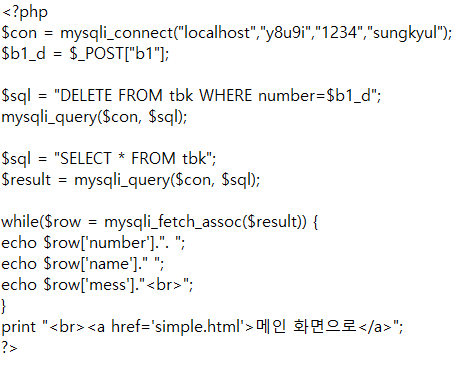 <?php
$con = mysqli_connect("localhost","y8u9i","1234","sungkyul");
$b1_d = $_POST["b1"];

$sql = "DELETE FROM tbk WHERE number=$b1_d";
mysqli_query($con, $sql);

$sql = "SELECT * FROM tbk";
$result = mysqli_query($con, $sql);

while($row = mysqli_fetch_assoc($result)) {
echo $row['number'].". ";
echo $row['name']." ";
echo $row['mess']."<br>";
}
print "<br><a href='simple.html'>메인 화면으로</a>";
?>